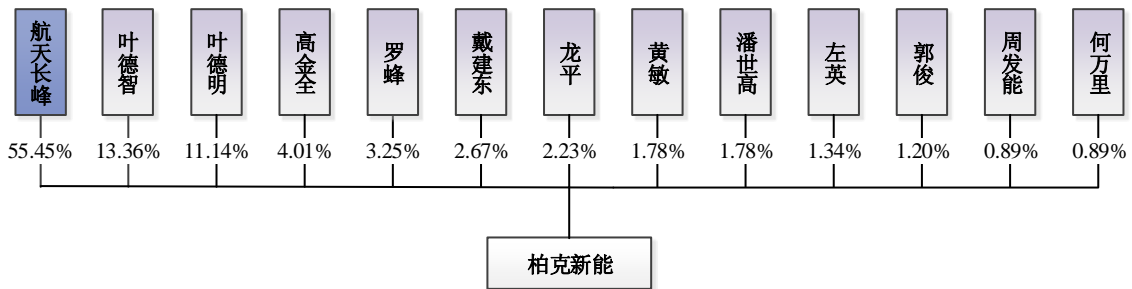 航天长峰
叶德智
叶德明
高金全
罗峰
戴建东
龙平
黄敏
潘世高
左英
郭俊
周发能
何万里
55.45%
13.36%
11.14%
4.01%
3.25%
2.67%
2.23%
1.78%
1.78%
1.34%
1.20%
0.89%
0.89%
柏克新能